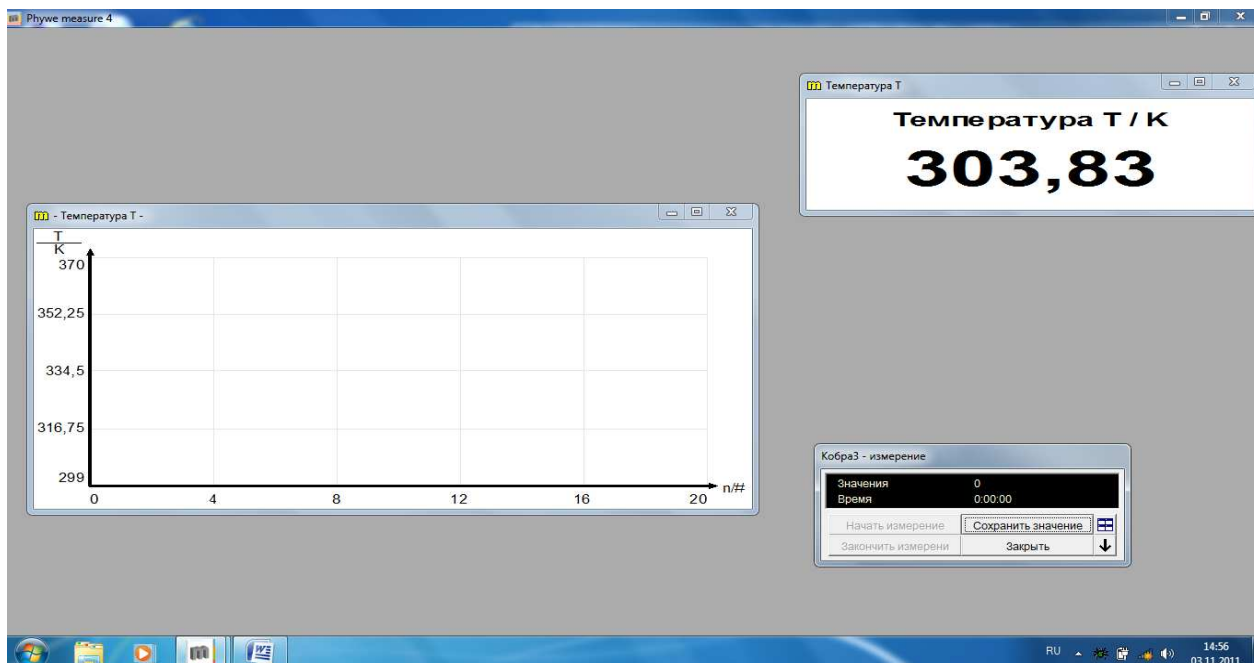 Phywe measure 4
Температура T
Температура T / K
303,83
- Температура T -
T
K
370
352,25
334,5
316,75
299
0 4 8 12 16 20 n/#
Кобра3 - измерение
Значения 0
Время 0:00:00
Начать измерение Сохранить значение
Закончить измерени Закрыть
RU 14:56
03.11.2011